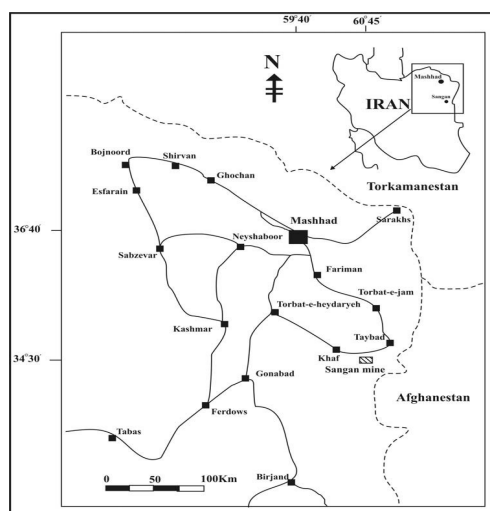 59°40' 60°45'
N
Mashhad
Sangan
IRAN
Torkamanestan
Bojnoord
Shirvan
Ghochan
Esfarain
Sarakhs
Mashhad
36°40
Neyshaboor
Sabzevar
Fariman
Torbat-e-jam
Torbat-e-heydaryeh
Kashmar
Taybad
Khaf
34°30
Sangan mine
Gonabad
Afghanestan
Ferdows
Tabas
Birjand
0 50 100Km